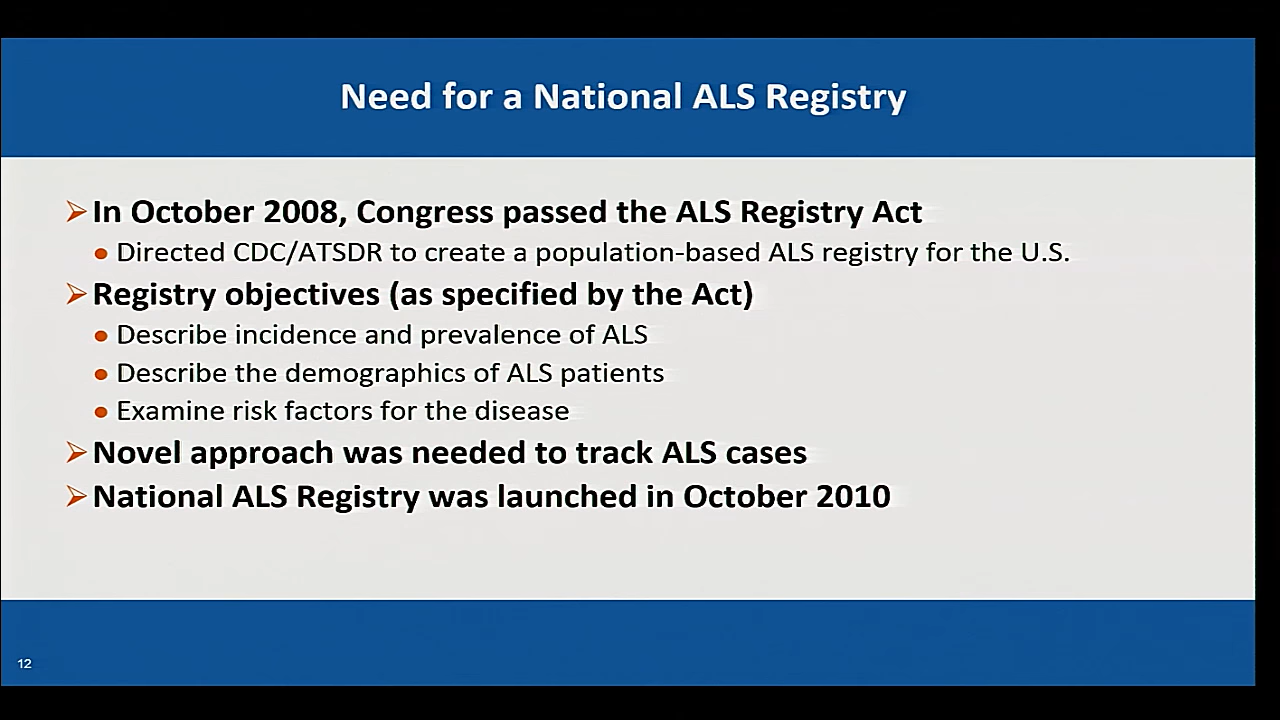 Need for a National ALS Registry
In October 2008, Congress passed the ALS Registry Act
Directed CDC/ATSDR to create a population-based ALS registry for the U.S.
Registry objectives (as specified by the Act)
Describe incidence and prevalence of ALS
Describe the demographics of ALS patients
Examine risk factors for the disease
Novel approach was needed to track ALS cases
National ALS Registry was launched in October 2010
12